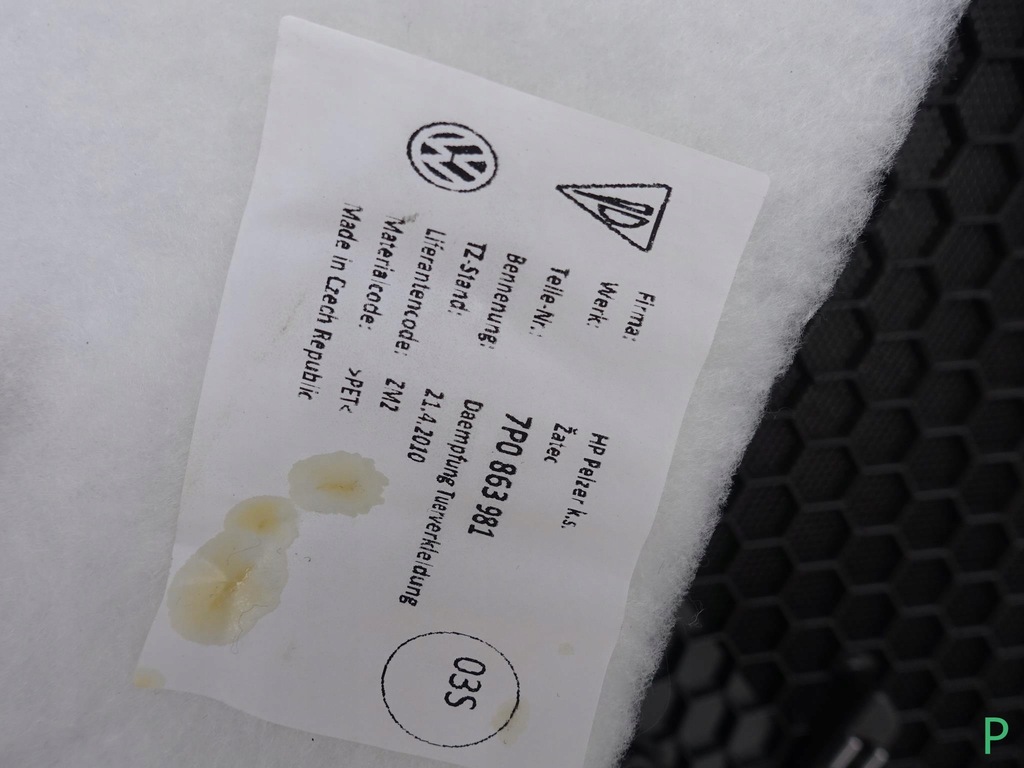 Firma: HP Pelzer k.s.
Werk: Žatec
Teile-Nr.: 7P0 863 981
Bennenung: Daempfung Tuerverkleidung
TZ-Stand: 21.4.2010
Liferantencode: ZM2
Materialcode: >PET<
Made in Czech Republic
03S
P